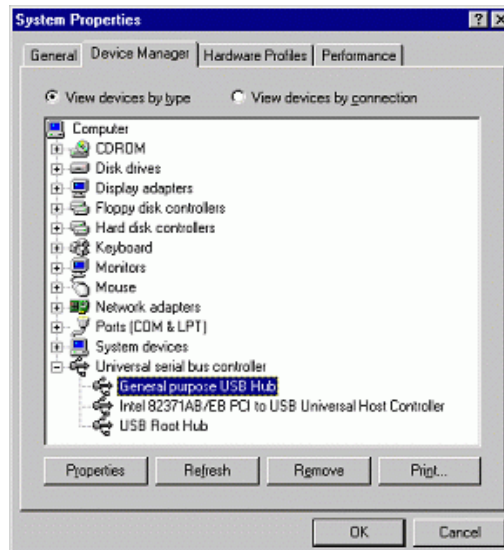 System Properties
General Device Manager Hardware Profiles Performance
View devices by type View devices by connection
Computer
CDROM
Disk drives
Display adapters
Floppy disk controllers
Hard disk controllers
Keyboard
Monitors
Mouse
Network adapters
Ports (COM & LPT)
System devices
Universal serial bus controller
General purpose USB Hub
Intel 82371AB/EB PCI to USB Universal Host Controller
USB Root Hub
Properties Refresh Remove Print...
OK Cancel